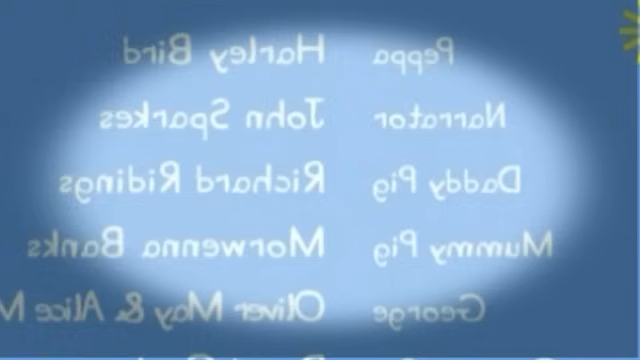 Peppa Harley Bird
Narrator John Sparkes
Daddy Pig Richard Ridings
Mummy Pig Morwenna Banks
George Oliver May & Alice M